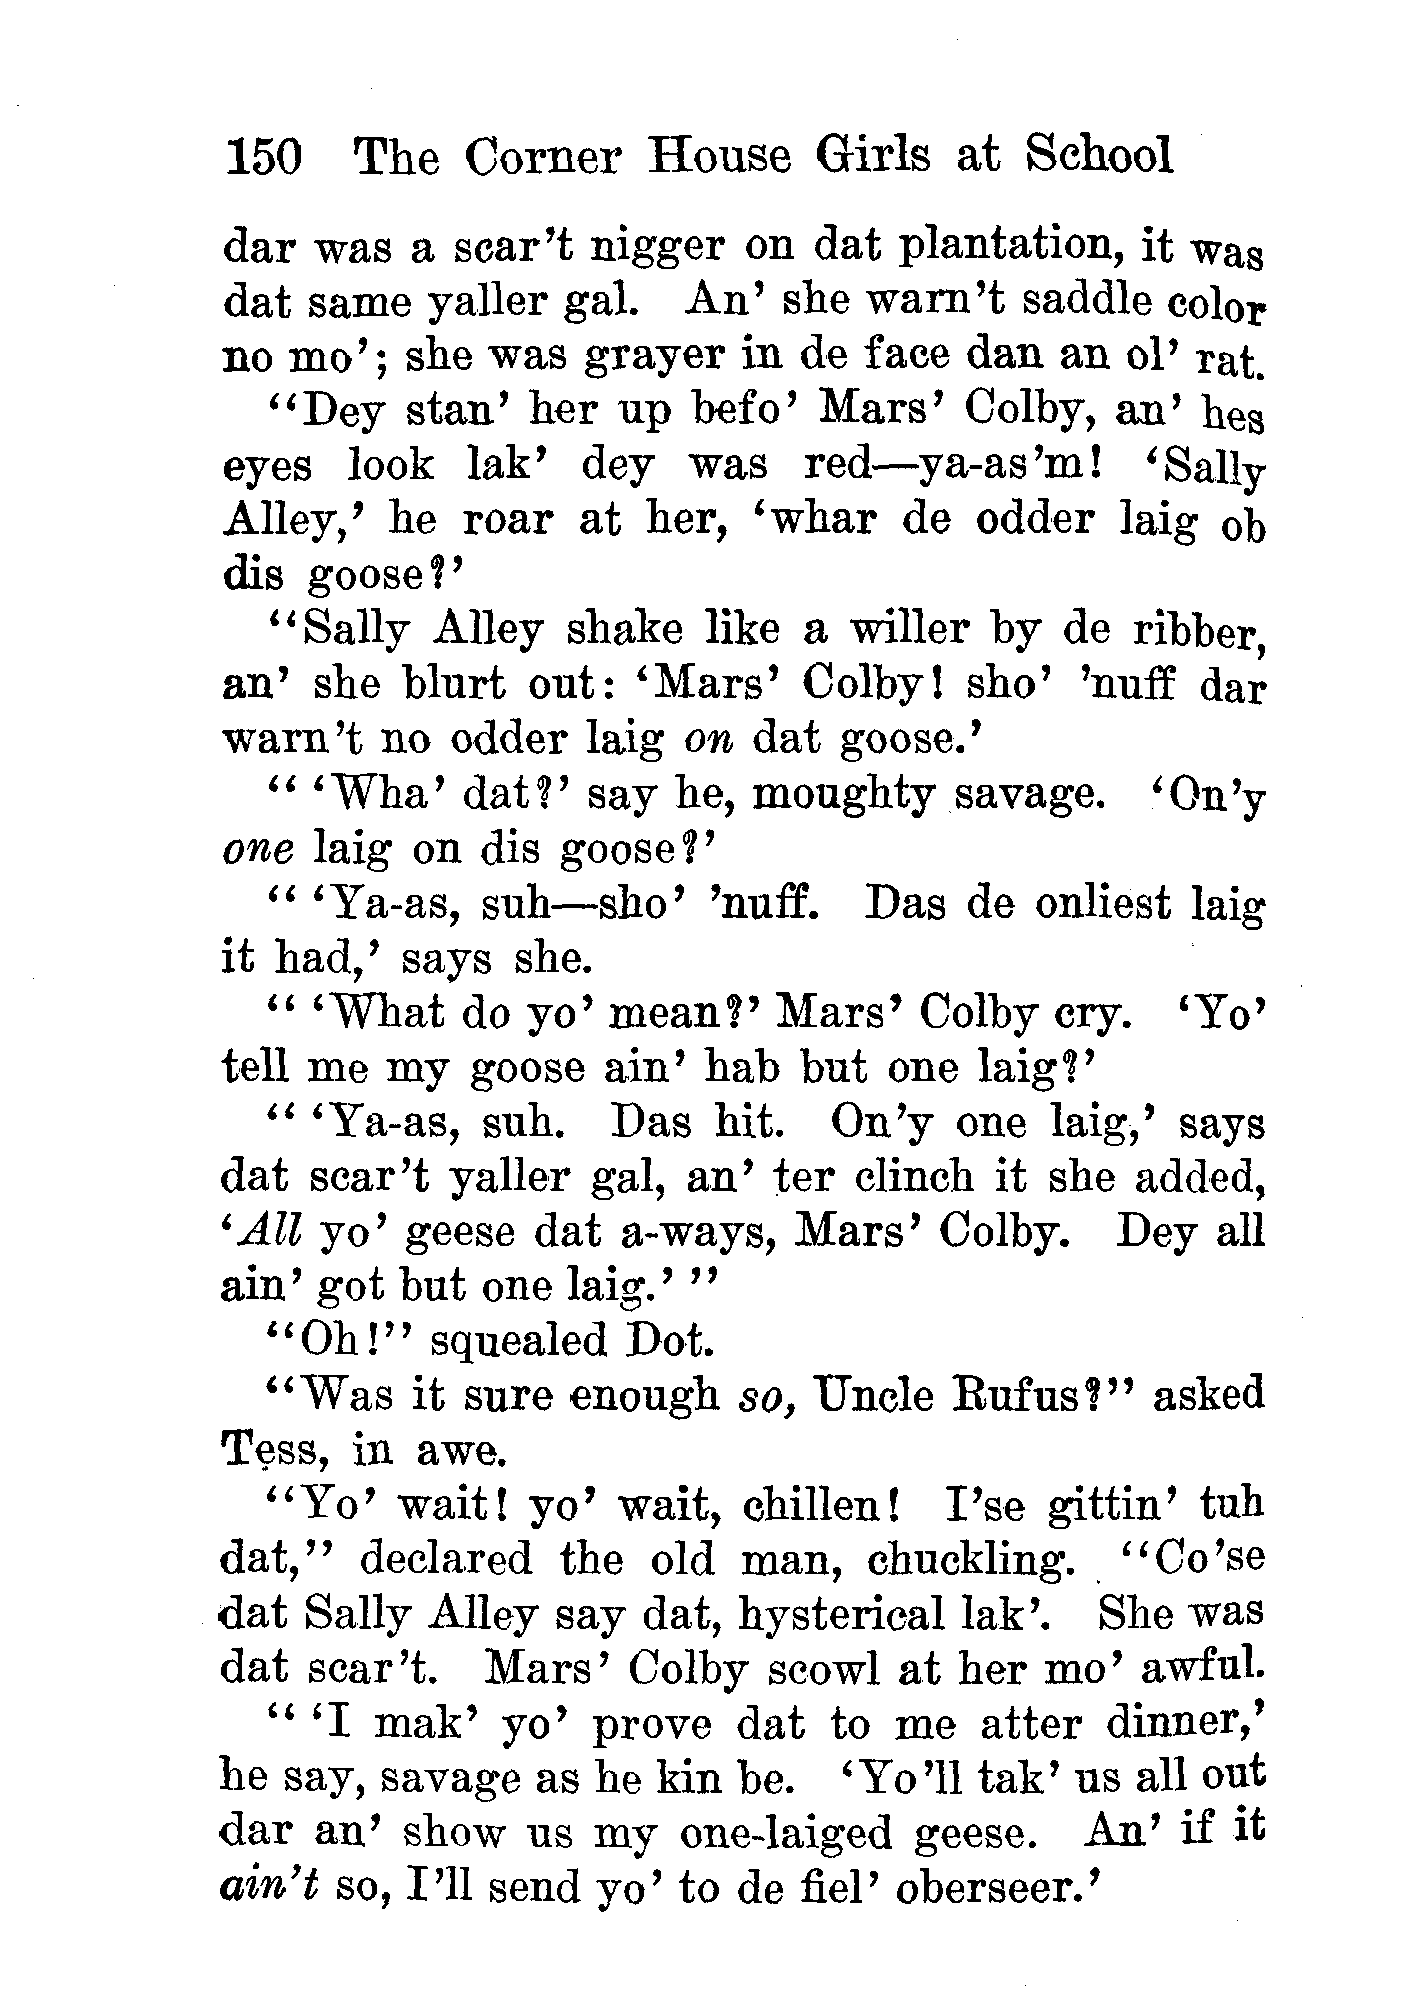 150 The Corner House Girls at School
dar was a scar't nigger on dat plantation, it was
dat same yaller gal. An' she warn't saddle color
no mo'; she was grayer in de face dan an ol' rat.
"Dey stan' her up befo' Mars' Colby, an' hes
eyes look lak' dey was red—ya-as'm! 'Sally
Alley,' he roar at her, 'whar de odder laig ob
dis goose?'
"Sally Alley shake like a willer by de ribber,
an' she blurt out: 'Mars' Colby! sho' 'nuff dar
warn't no odder laig on dat goose.'
" 'Wha' dat?' say he, moughty savage. 'On'y
one laig on dis goose?'
" 'Ya-as, suh—sho' 'nuff. Das de onliest laig
it had,' says she.
" 'What do yo' mean?' Mars' Colby cry. 'Yo'
tell me my goose ain' hab but one laig?'
" 'Ya-as, suh. Das hit. On'y one laig,' says
dat scar't yaller gal, an' ter clinch it she added,
'All yo' geese dat a-ways, Mars' Colby. Dey all
ain' got but one laig.' "
"Oh!" squealed Dot.
"Was it sure enough so, Uncle Rufus?" asked
Tess, in awe.
"Yo' wait! yo' wait, chillen! I'se gittin' tuh
dat," declared the old man, chuckling. "Co'se
dat Sally Alley say dat, hysterical lak'. She was
dat scar't. Mars' Colby scowl at her mo' awful.
" 'I mak' yo' prove dat to me atter dinner,'
he say, savage as he kin be. 'Yo'll tak' us all out
dar an' show us my one-laiged geese. An' if it
ain't so, I'll send yo' to de fiel' oberseer.'